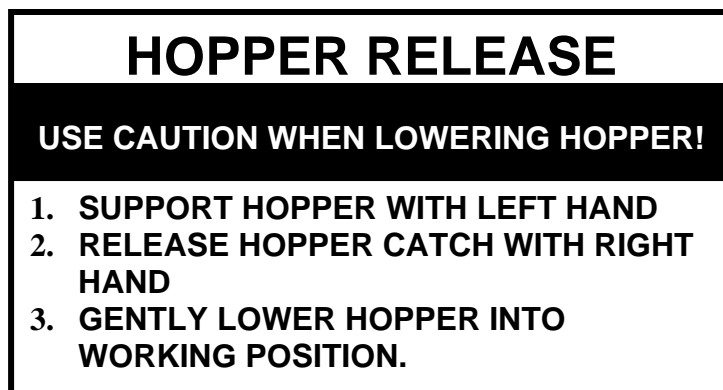 HOPPER RELEASE
USE CAUTION WHEN LOWERING HOPPER!
1. SUPPORT HOPPER WITH LEFT HAND
2. RELEASE HOPPER CATCH WITH RIGHT
HAND
3. GENTLY LOWER HOPPER INTO
WORKING POSITION.